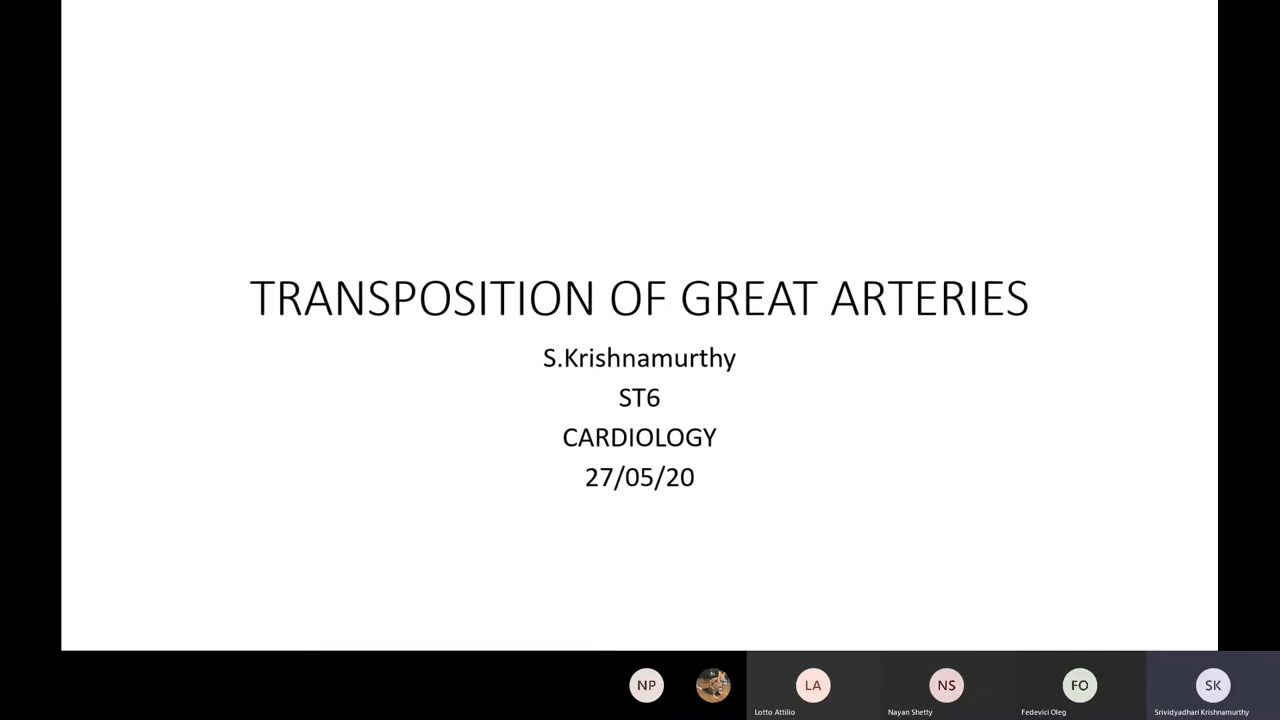 TRANSPOSITION OF GREAT ARTERIES
S.Krishnamurthy
ST6
CARDIOLOGY
27/05/20
NP
LA
NS
FO
SK
Lotto Attilio
Nayan Shetty
Fedevici Oleg
Srividyadhari Krishnamurthy